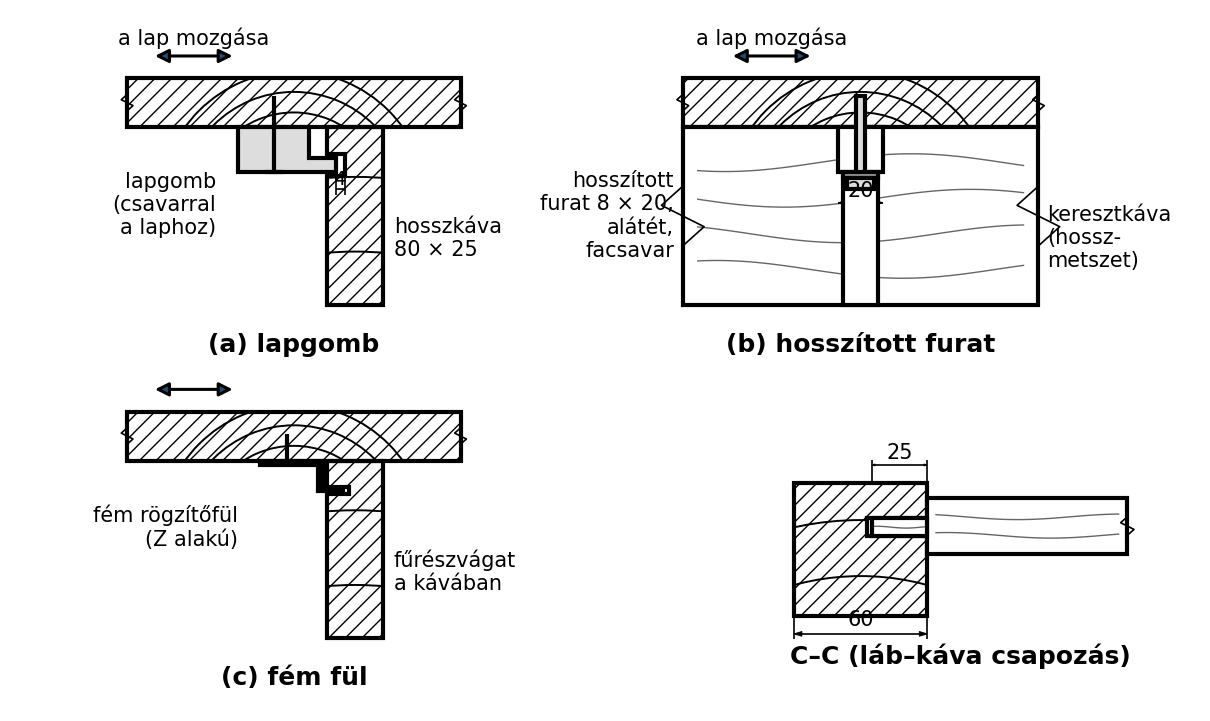 a lap mozgása
a lap mozgása
lapgomb
(csavarral
a laphoz)
hosszkáva
80 × 25
hosszított
furat 8 × 20,
alátét,
facsavar
20
keresztkáva
(hossz-
metszet)
(a) lapgomb
(b) hosszított furat
fém rögzítőfül
(Z alakú)
fűrészvágat
a kávában
25
60
(c) fém fül
C–C (láb–káva csapozás)